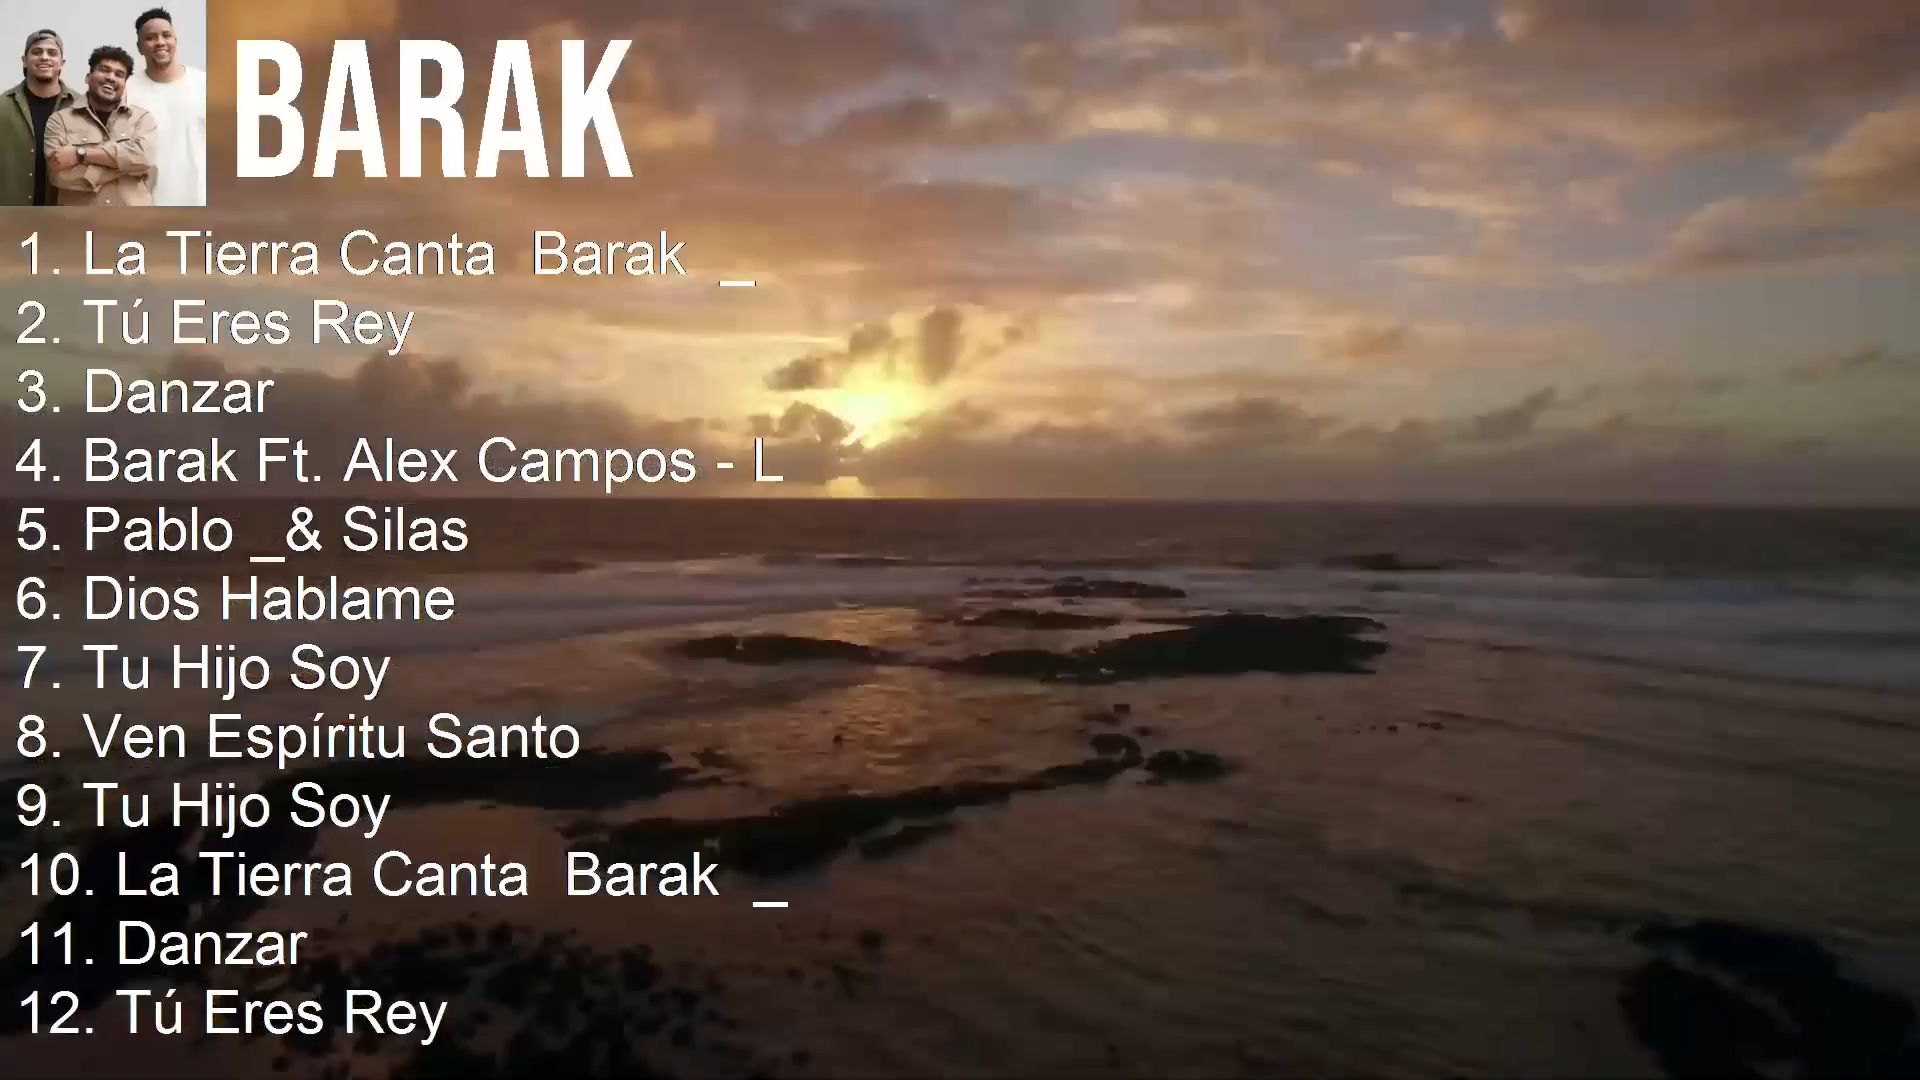 BARAK
1. La Tierra Canta  Barak  _
2. Tú Eres Rey
3. Danzar
4. Barak Ft. Alex Campos - L
5. Pablo _& Silas
6. Dios Hablame
7. Tu Hijo Soy
8. Ven Espíritu Santo
9. Tu Hijo Soy
10. La Tierra Canta  Barak  _
11. Danzar
12. Tú Eres Rey